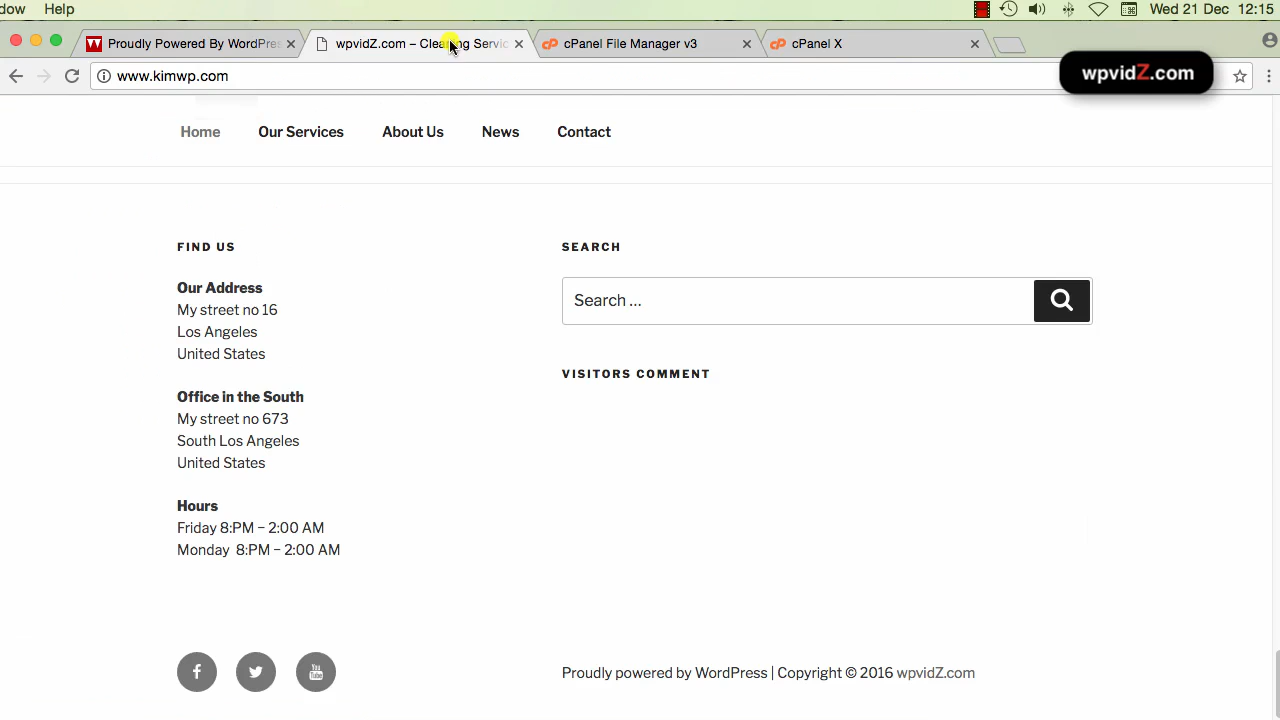 dow Help
Wed 21 Dec 12:15
Proudly Powered By WordPres
wpvidZ.com – Cleaning Servic
cPanel File Manager v3
cPanel X
www.kimwp.com
wpvidZ.com
Home Our Services About Us News Contact
FIND US
Our Address
My street no 16
Los Angeles
United States
Office in the South
My street no 673
South Los Angeles
United States
Hours
Friday 8:PM – 2:00 AM
Monday 8:PM – 2:00 AM
SEARCH
Search …
VISITORS COMMENT
You Tube
Proudly powered by WordPress | Copyright © 2016 wpvidZ.com